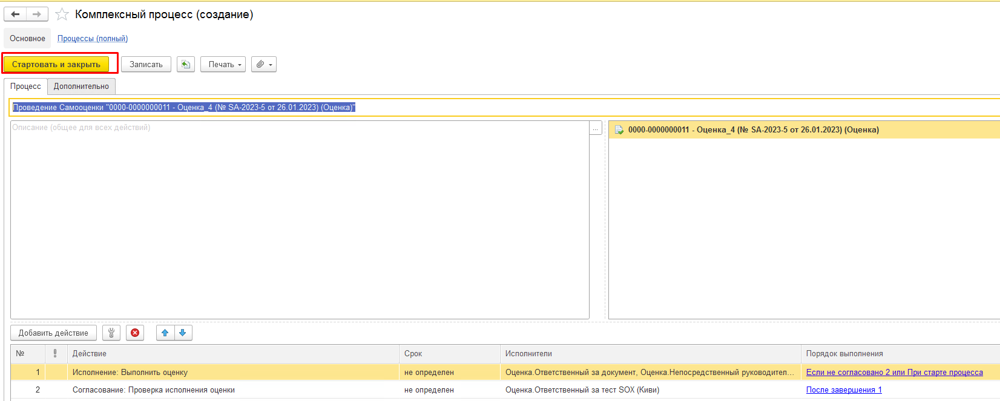 Комплексный процесс (создание)
Основное Процессы (полный)
Стартовать и закрыть Записать Печать
Процесс Дополнительно
Проведение Самооценки "0000-0000000011 - Оценка_4 (№ SA-2023-5 от 26.01.2023) (Оценка)"
Описание (общее для всех действий) ... 0000-0000000011 - Оценка_4 (№ SA-2023-5 от 26.01.2023) (Оценка)
Добавить действие
№ Действие Срок Исполнители Порядок выполнения
1 Исполнение: Выполнить оценку не определен Оценка.Ответственный за документ, Оценка.Непосредственный руководител... Если не согласовано 2 или При старте процесса
2 Согласование: Проверка исполнения оценки не определен Оценка.Ответственный за тест SOX (Киви) После завершения 1